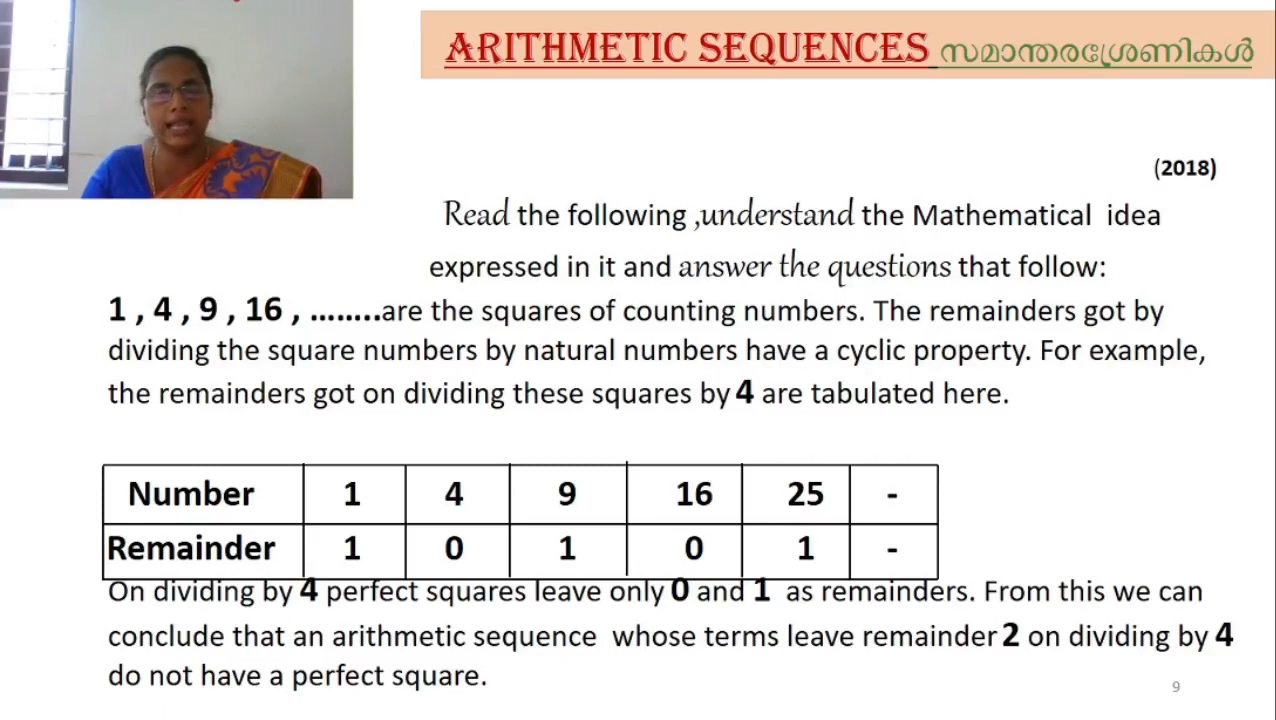 ARITHMETIC SEQUENCES സമാന്തരശ്രേണികൾ
(2018)
Read the following ,understand the Mathematical idea
expressed in it and answer the questions that follow:
1 , 4 , 9 , 16 , ........are the squares of counting numbers. The remainders got by
dividing the square numbers by natural numbers have a cyclic property. For example,
the remainders got on dividing these squares by 4 are tabulated here.
Number 1 4 9 16 25 -
Remainder 1 0 1 0 1 -
On dividing by 4 perfect squares leave only 0 and 1 as remainders. From this we can
conclude that an arithmetic sequence whose terms leave remainder 2 on dividing by 4
do not have a perfect square.
9